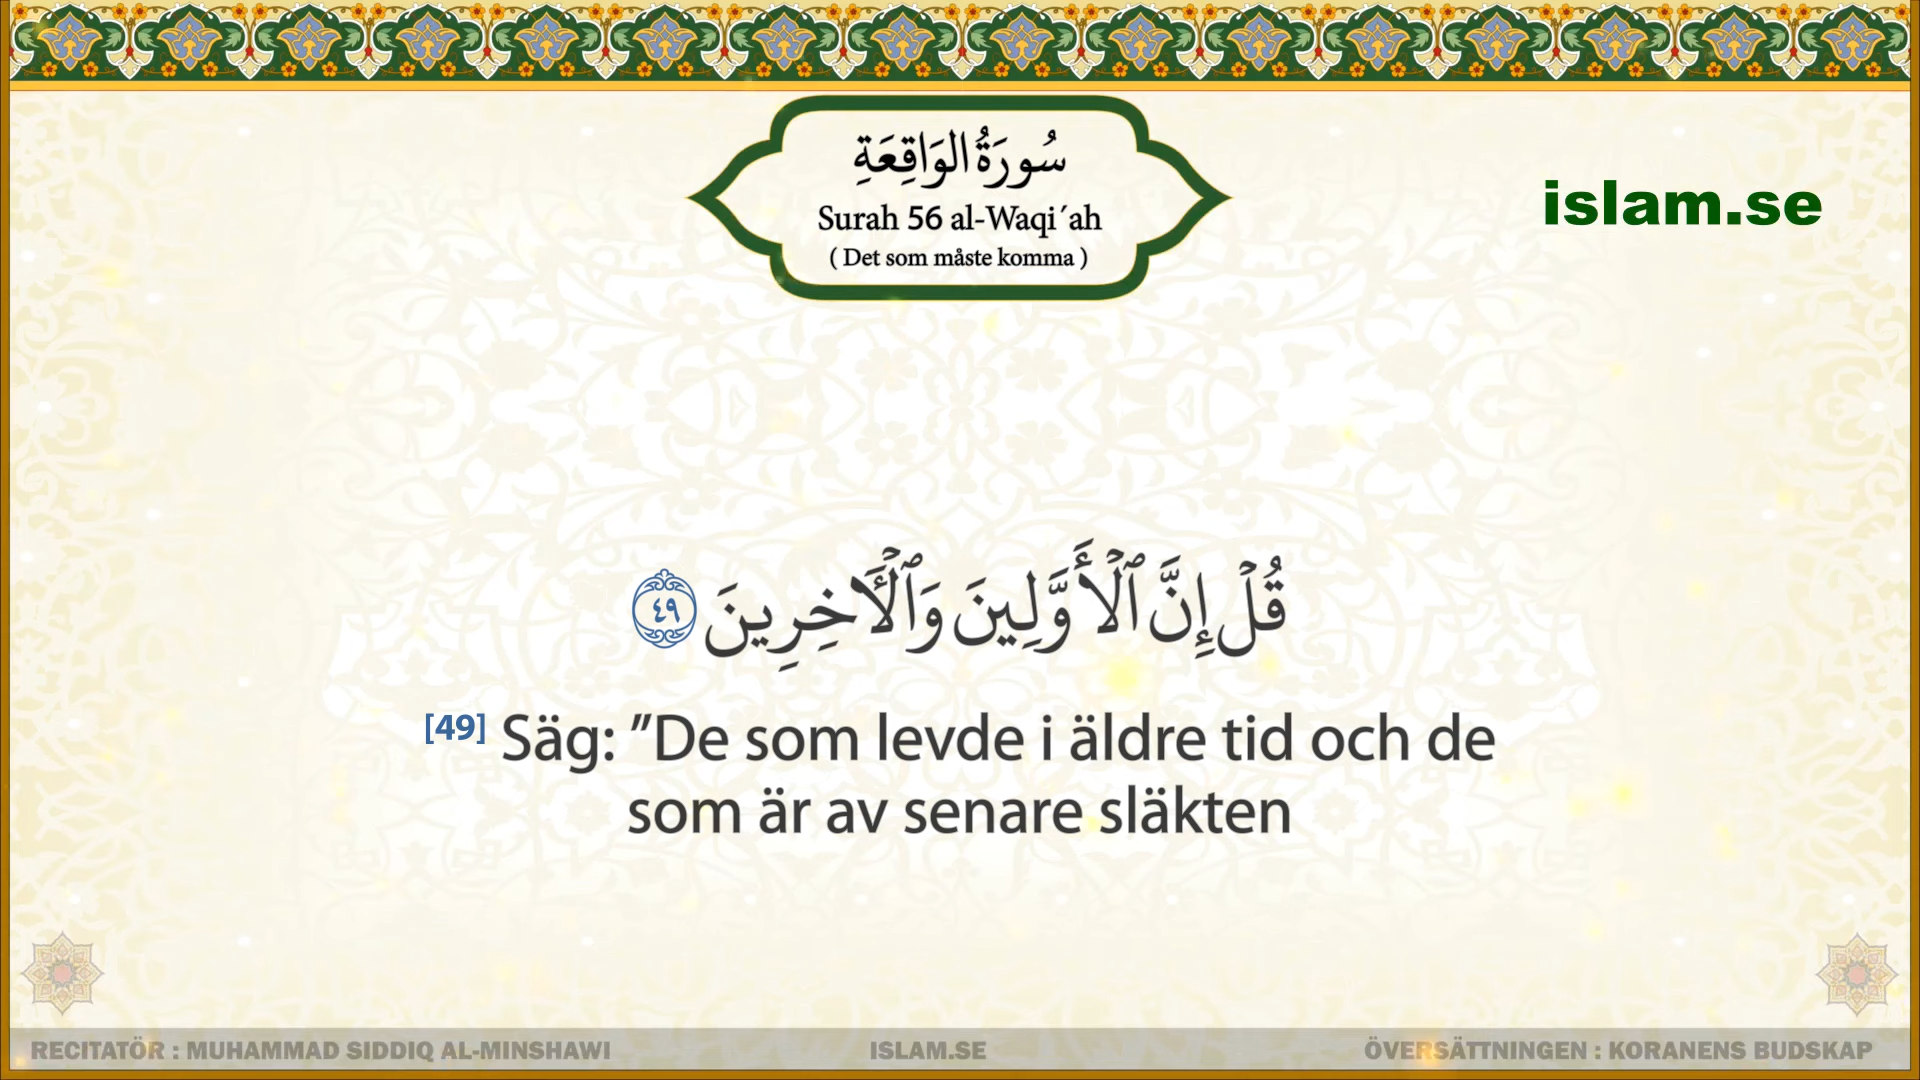 سُورَةُ الوَاقِعَةِ
Surah 56 al-Waqi´ah
( Det som måste komma )
islam.se
قُلْ إِنَّ ٱلْأَوَّلِينَ وَٱلْـَٔاخِرِينَ ٤٩
[49] Säg: ”De som levde i äldre tid och de
som är av senare släkten
RECITATÖR : MUHAMMAD SIDDIQ AL-MINSHAWI
ISLAM.SE
ÖVERSÄTTNINGEN : KORANENS BUDSKAP